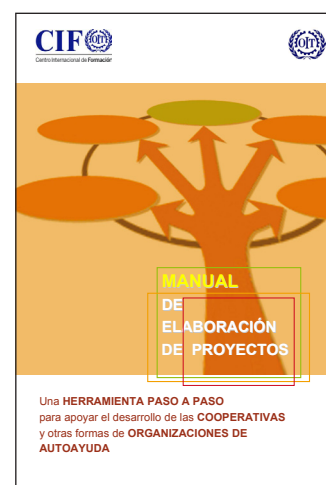 CIF OIT
Centro Internacional de Formación
OIT
MANUAL
DE
ELABORACIÓN
DE PROYECTOS
Una HERRAMIENTA PASO A PASO
para apoyar el desarrollo de las COOPERATIVAS
y otras formas de ORGANIZACIONES DE
AUTOAYUDA